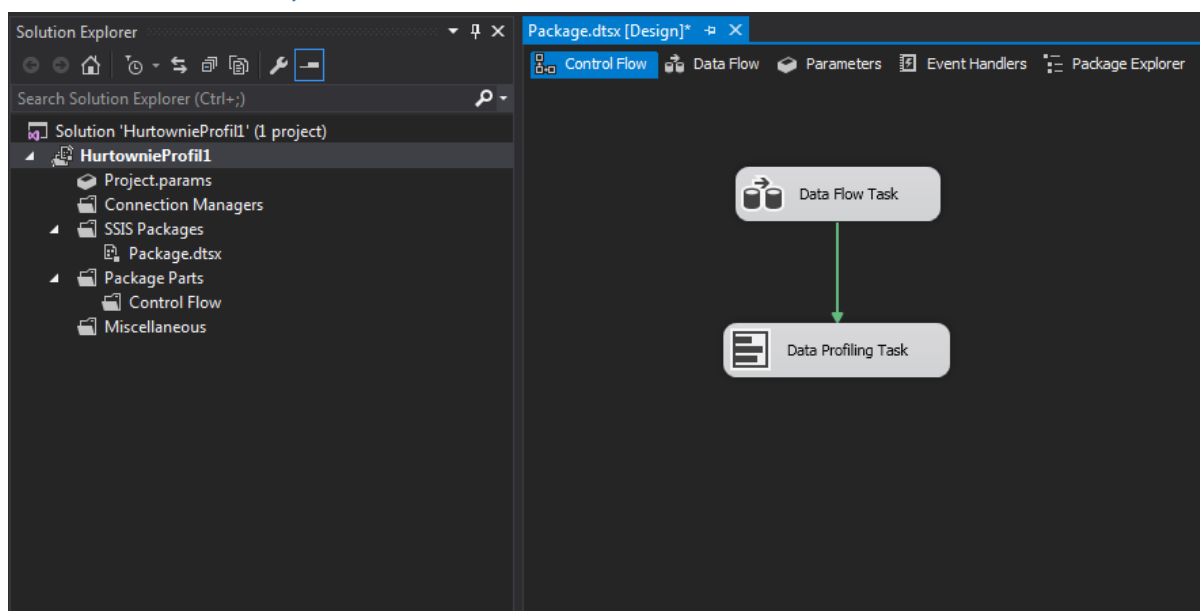 Solution Explorer
Search Solution Explorer (Ctrl+;)
Solution 'HurtownieProfil1' (1 project)
HurtownieProfil1
Project.params
Connection Managers
SSIS Packages
Package.dtsx
Package Parts
Control Flow
Miscellaneous
Package.dtsx [Design]*
Control Flow Data Flow Parameters Event Handlers Package Explorer
Data Flow Task
Data Profiling Task